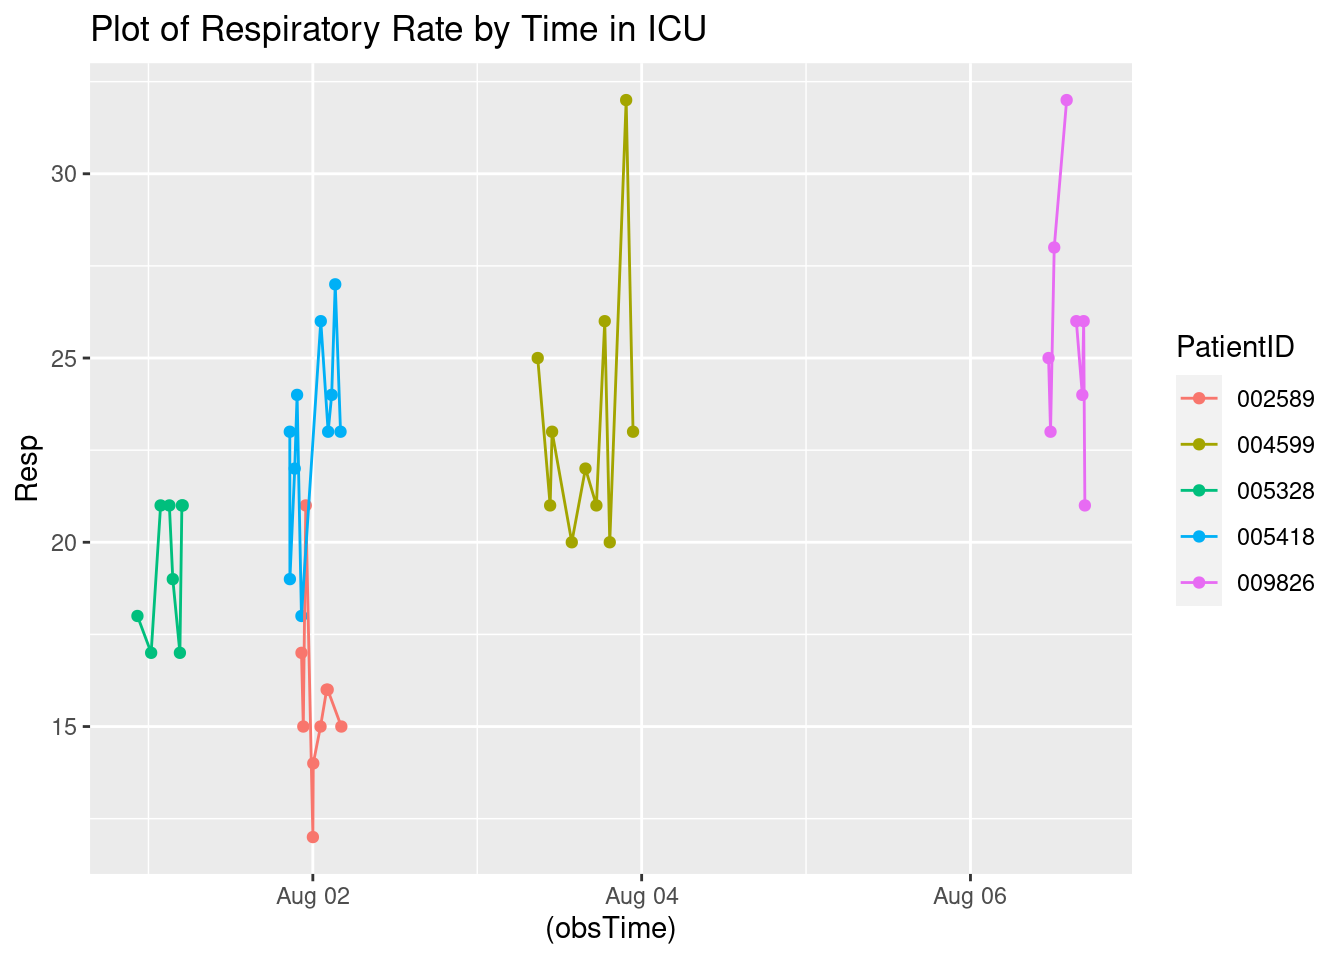 Plot of Respiratory Rate by Time in ICU
Resp
30
25
20
15
Aug 02
Aug 04
Aug 06
(obsTime)
PatientID
002589
004599
005328
005418
009826